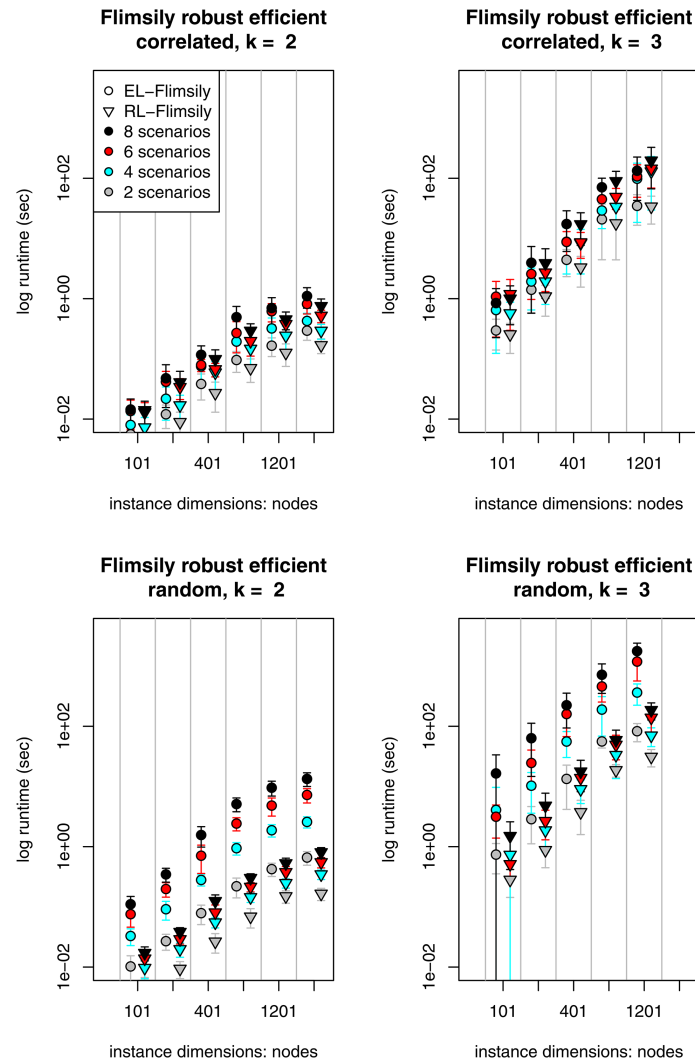 Flimsily robust efficient
correlated, k = 2
EL−Flimsily
RL−Flimsily
8 scenarios
6 scenarios
4 scenarios
2 scenarios
log runtime (sec)
1e+02
1e+00
1e−02
101
401
1201
instance dimensions: nodes
Flimsily robust efficient
correlated, k = 3
log runtime (sec)
1e+02
1e+00
1e−02
101
401
1201
instance dimensions: nodes
Flimsily robust efficient
random, k = 2
log runtime (sec)
1e+02
1e+00
1e−02
101
401
1201
instance dimensions: nodes
Flimsily robust efficient
random, k = 3
log runtime (sec)
1e+02
1e+00
1e−02
101
401
1201
instance dimensions: nodes